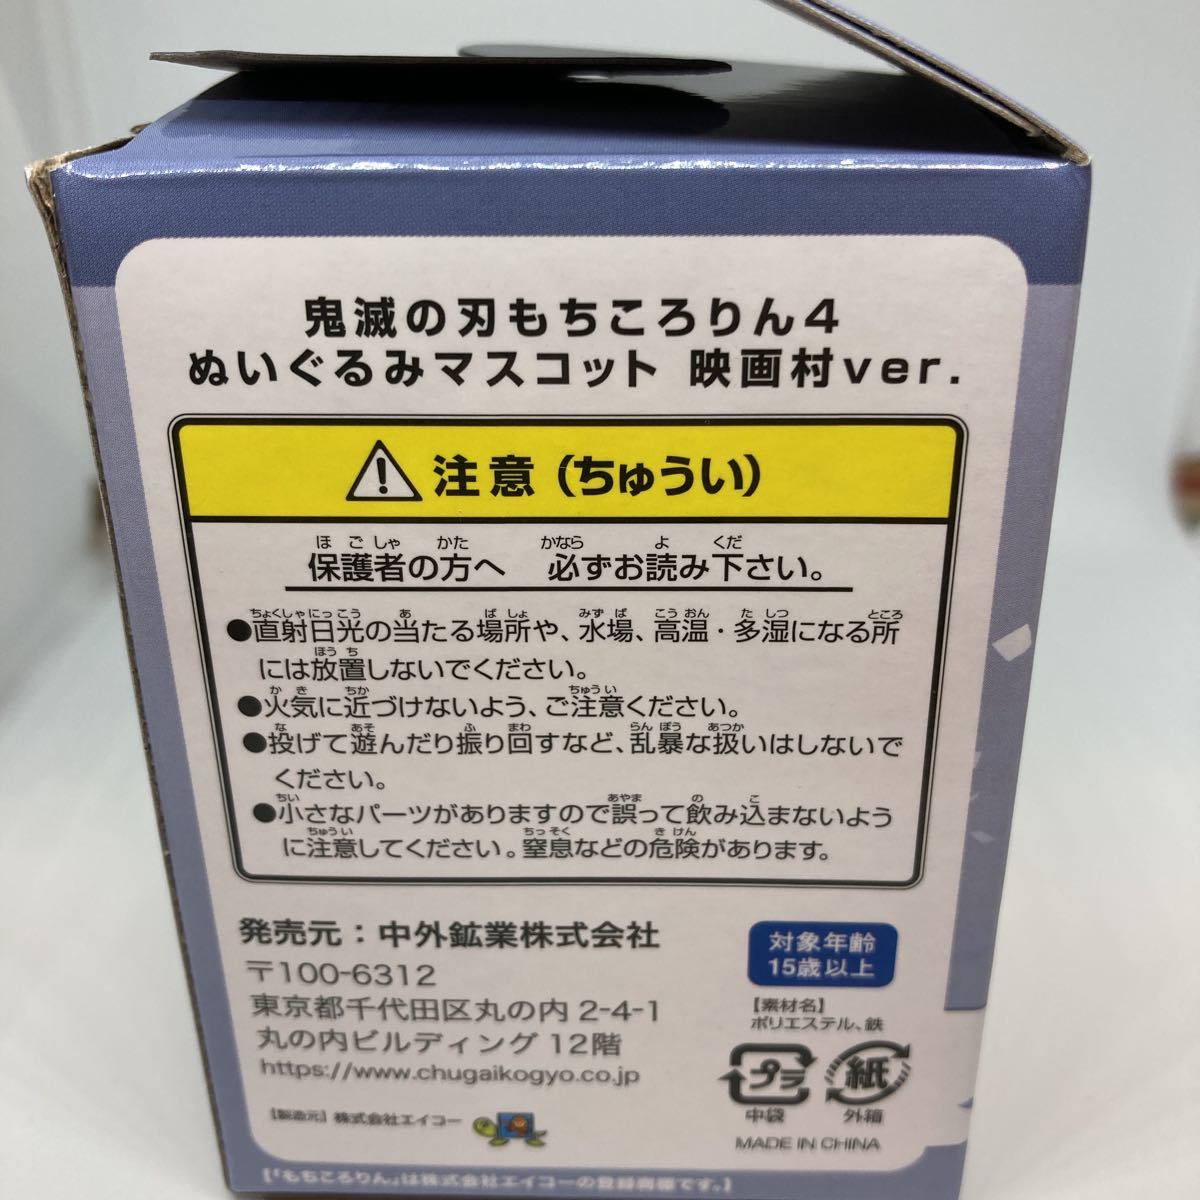 鬼滅の刃もちころりん4
ぬいぐるみマスコット 映画村ver.
注意（ちゅうい）
ほごしゃ かた かなら よ くだ
保護者の方へ 必ずお読み下さい。
ちょくしゃにっこう あ ばしょ みずば こうおん たしつ ところ
●直射日光の当たる場所や、水場、高温・多湿になる所
ほうち
には放置しないでください。
かき ちか ちゅうい
●火気に近づけないよう、ご注意ください。
な あそ ふ まわ らんぼう あつか
●投げて遊んだり振り回すなど、乱暴な扱いはしないで
ください。
ちい あやま の こ
●小さなパーツがありますので誤って飲み込まないよう
ちゅうい ちっそく きけん
に注意してください。窒息などの危険があります。
発売元：中外鉱業株式会社
〒100-6312
東京都千代田区丸の内 2-4-1
丸の内ビルディング 12階
https://www.chugaikogyo.co.jp
【製造元】株式会社エイコー
対象年齢
15歳以上
【素材名】
ポリエステル、鉄
プラ 紙
中袋 外箱
MADE IN CHINA
【「もちころりん」は株式会社エイコーの登録商標です。】